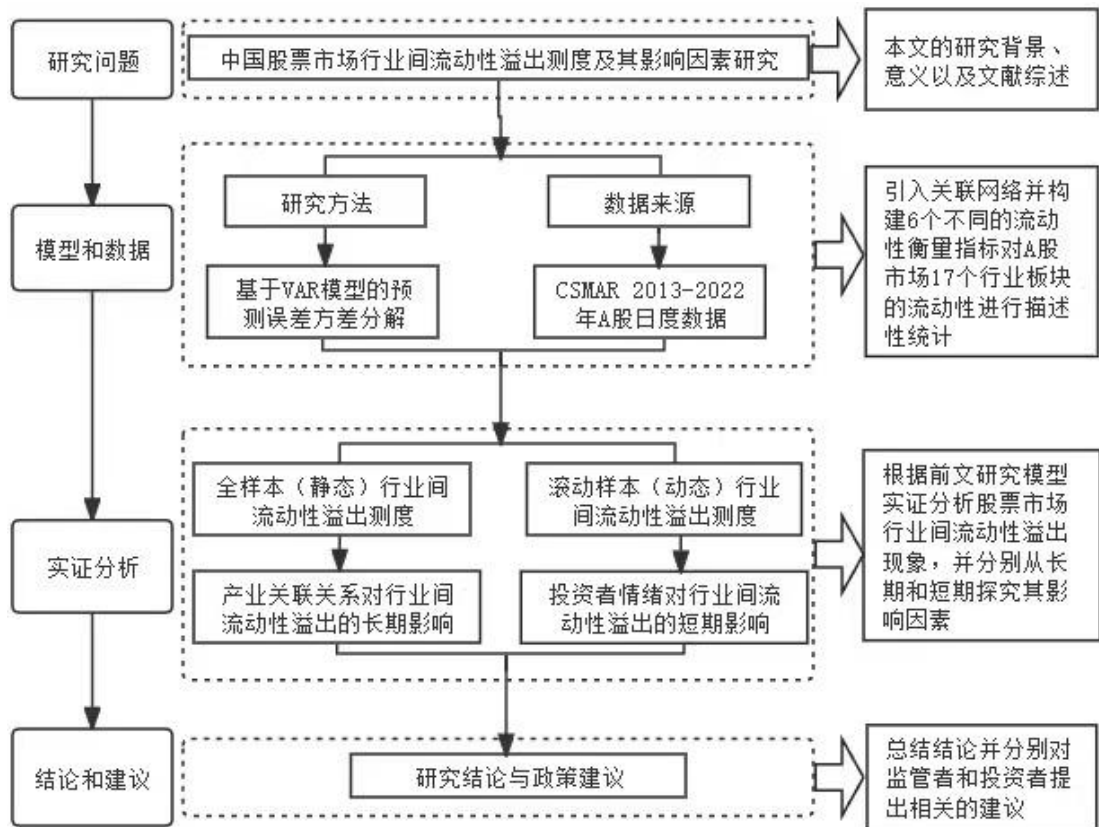 研究问题
中国股票市场行业间流动性溢出测度及其影响因素研究
本文的研究背景、
意义以及文献综述
模型和数据
研究方法
数据来源
基于VAR模型的预
测误差方差分解
CSMAR 2013-2022
年A股日度数据
引入关联网络并构
建6个不同的流动
性衡量指标对A股
市场17个行业板块
的流动性进行描述
性统计
实证分析
全样本（静态）行业间
流动性溢出测度
滚动样本（动态）行业
间流动性溢出测度
产业关联关系对行业间
流动性溢出的长期影响
投资者情绪对行业间流
动性溢出的短期影响
根据前文研究模型
实证分析股票市场
行业间流动性溢出
现象，并分别从长
期和短期探究其影
响因素
结论和建议
研究结论与政策建议
总结结论并分别对
监管者和投资者提
出相关的建议